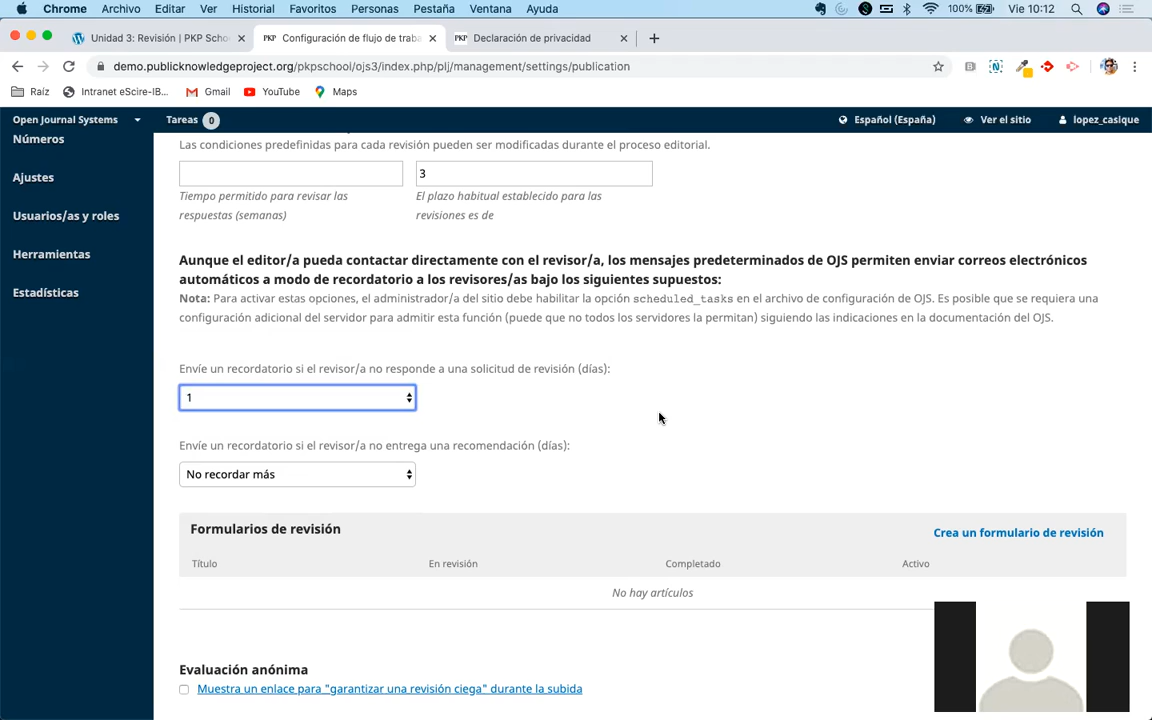 Chrome Archivo Editar Ver Historial Favoritos Personas Pestaña Ventana Ayuda 100% Vie 10:12
Unidad 3: Revisión | PKP Scho Configuración de flujo de traba PKP Declaración de privacidad
demo.publicknowledgeproject.org/pkpschool/ojs3/index.php/plj/management/settings/publication
Raíz Intranet eScire-IB... Gmail YouTube Maps
Open Journal Systems Tareas 0 Español (España) Ver el sitio lopez_casique
Números
Ajustes
Usuarios/as y roles
Herramientas
Estadísticas
Las condiciones predefinidas para cada revisión pueden ser modificadas durante el proceso editorial.
3
Tiempo permitido para revisar las
respuestas (semanas)
El plazo habitual establecido para las
revisiones es de
Aunque el editor/a pueda contactar directamente con el revisor/a, los mensajes predeterminados de OJS permiten enviar correos electrónicos
automáticos a modo de recordatorio a los revisores/as bajo los siguientes supuestos:
Nota: Para activar estas opciones, el administrador/a del sitio debe habilitar la opción scheduled_tasks en el archivo de configuración de OJS. Es posible que se requiera una
configuración adicional del servidor para admitir esta función (puede que no todos los servidores la permitan) siguiendo las indicaciones en la documentación del OJS.
Envíe un recordatorio si el revisor/a no responde a una solicitud de revisión (días):
1
Envíe un recordatorio si el revisor/a no entrega una recomendación (días):
No recordar más
Formularios de revisión
Crea un formulario de revisión
Título En revisión Completado Activo
No hay artículos
Evaluación anónima
Muestra un enlace para "garantizar una revisión ciega" durante la subida